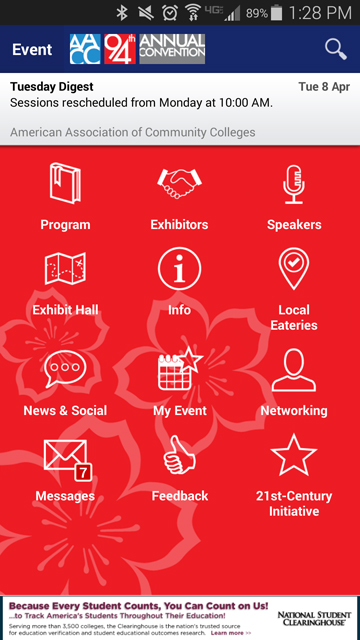 4G LTE 89% 1:28 PM
Event AACC 94th ANNUAL CONVENTION
Tuesday Digest Tue 8 Apr
Sessions rescheduled from Monday at 10:00 AM.
American Association of Community Colleges
Program Exhibitors Speakers
Exhibit Hall Info Local
Eateries
News & Social My Event Networking
Messages 7 Feedback 21st-Century
Initiative
Because Every Student Counts, You Can Count on Us!
...to Track America's Students Throughout Their Education!
Serving more than 3,500 colleges, the Clearinghouse is the nation's trusted source
for education verification and student educational outcomes research. Learn more >>
NATIONAL STUDENT
CLEARINGHOUSE